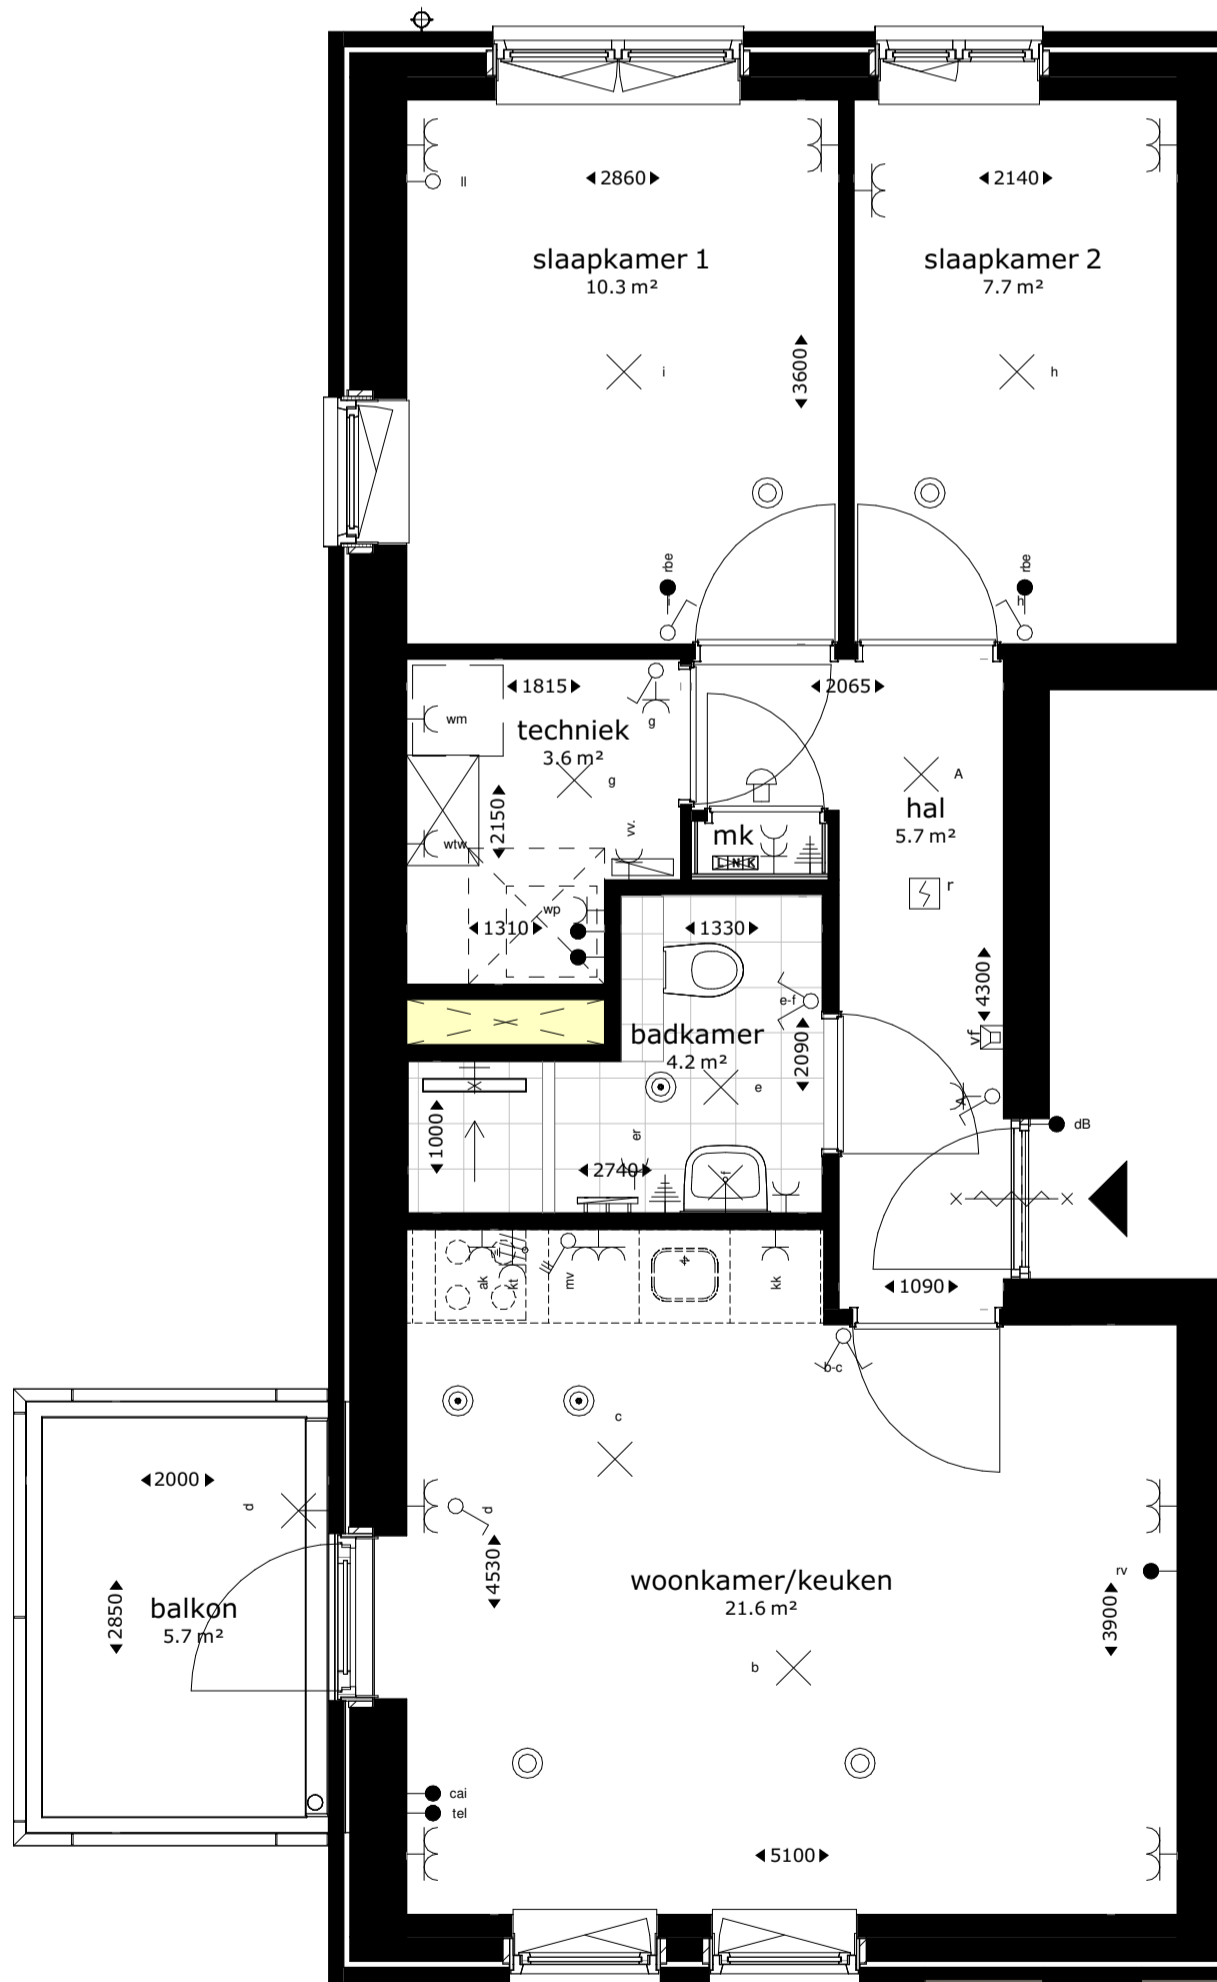 2860
2140
ll
slaapkamer 1
10.3 m²
slaapkamer 2
7.7 m²
3600
i
h
rbe
rbe
i
h
1815
2065
wm
techniek
3.6 m²
g
g
A
hal
5.7 m²
2150
wtw
vv.
mk
L N K
r
wp
1310
1330
4300
e-f
badkamer
4.2 m²
2090
vf
e
A
1000
er
dB
2740
f
1090
ak
kt
mv
kk
b-c
c
2000
d
d
4530
woonkamer/keuken
21.6 m²
rv
2850
balkon
5.7 m²
3900
b
cai
tel
5100